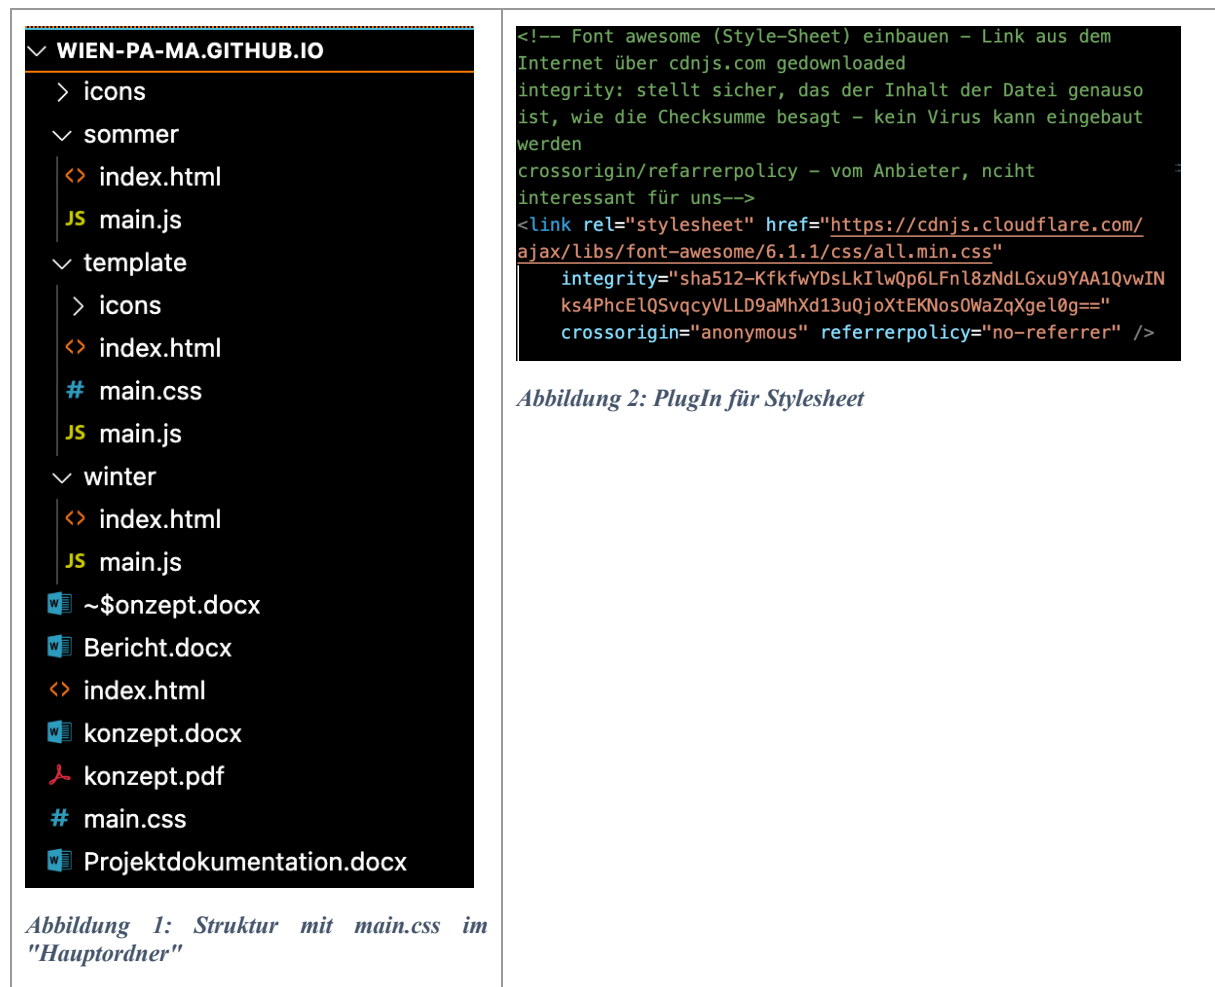 WIEN-PA-MA.GITHUB.IO
icons
sommer
index.html
JS main.js
template
icons
index.html
# main.css
JS main.js
winter
index.html
JS main.js
~$onzept.docx
Bericht.docx
index.html
konzept.docx
konzept.pdf
# main.css
Projektdokumentation.docx
Abbildung 1: Struktur mit main.css im
"Hauptordner"
<!-- Font awesome (Style-Sheet) einbauen - Link aus dem
Internet über cdnjs.com gedownloaded
integrity: stellt sicher, das der Inhalt der Datei genauso
ist, wie die Checksumme besagt - kein Virus kann eingebaut
werden
crossorigin/refarrerpolicy - vom Anbieter, nciht
interessant für uns-->
<link rel="stylesheet" href="https://cdnjs.cloudflare.com/
ajax/libs/font-awesome/6.1.1/css/all.min.css"
integrity="sha512-KfkfwYDsLkIlwQp6LFnl8zNdLGxu9YAA1QvwIN
ks4PhcElQSvqcyVLLD9aMhXd13uQjoXtEKNosOWaZqXgel0g=="
crossorigin="anonymous" referrerpolicy="no-referrer" />
Abbildung 2: PlugIn für Stylesheet